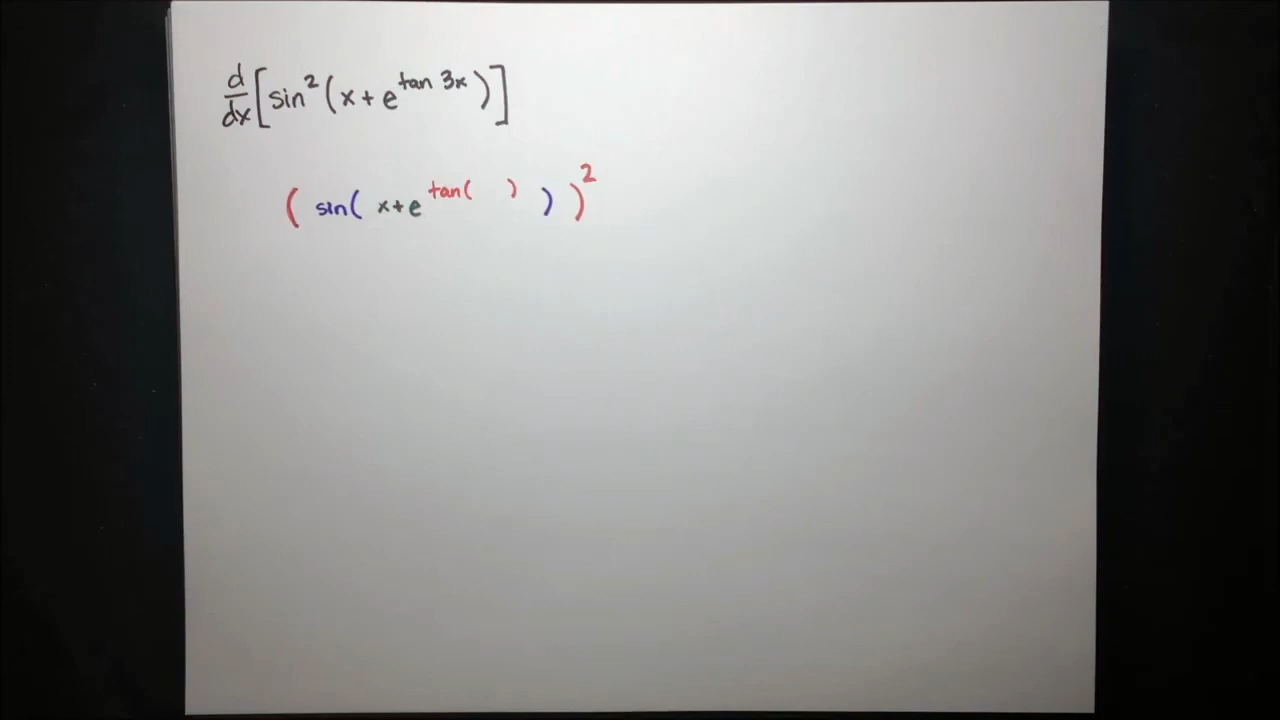 d/dx [sin²(x+e^(tan 3x))]
(sin(x+e^(tan( ))))²